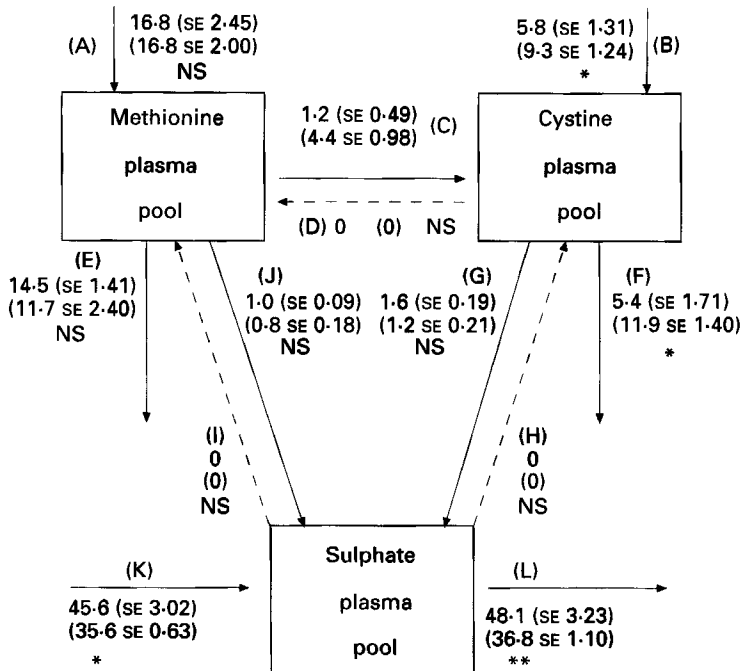 (A)
16·8 (SE 2·45)
(16·8 SE 2·00)
NS
5·8 (SE 1·31)
(9·3 SE 1·24)
*
(B)
Methionine
plasma
pool
1·2 (SE 0·49)
(4·4 SE 0·98)
(C)
(D) 0 (0) NS
Cystine
plasma
pool
(E)
14·5 (SE 1·41)
(11·7 SE 2·40)
NS
(J)
1·0 (SE 0·09)
(0·8 SE 0·18)
NS
(G)
1·6 (SE 0·19)
(1·2 SE 0·21)
NS
(F)
5·4 (SE 1·71)
(11·9 SE 1·40)
*
(I)
0
(0)
NS
(H)
0
(0)
NS
(K)
45·6 (SE 3·02)
(35·6 SE 0·63)
*
Sulphate
plasma
pool
(L)
48·1 (SE 3·23)
(36·8 SE 1·10)
**